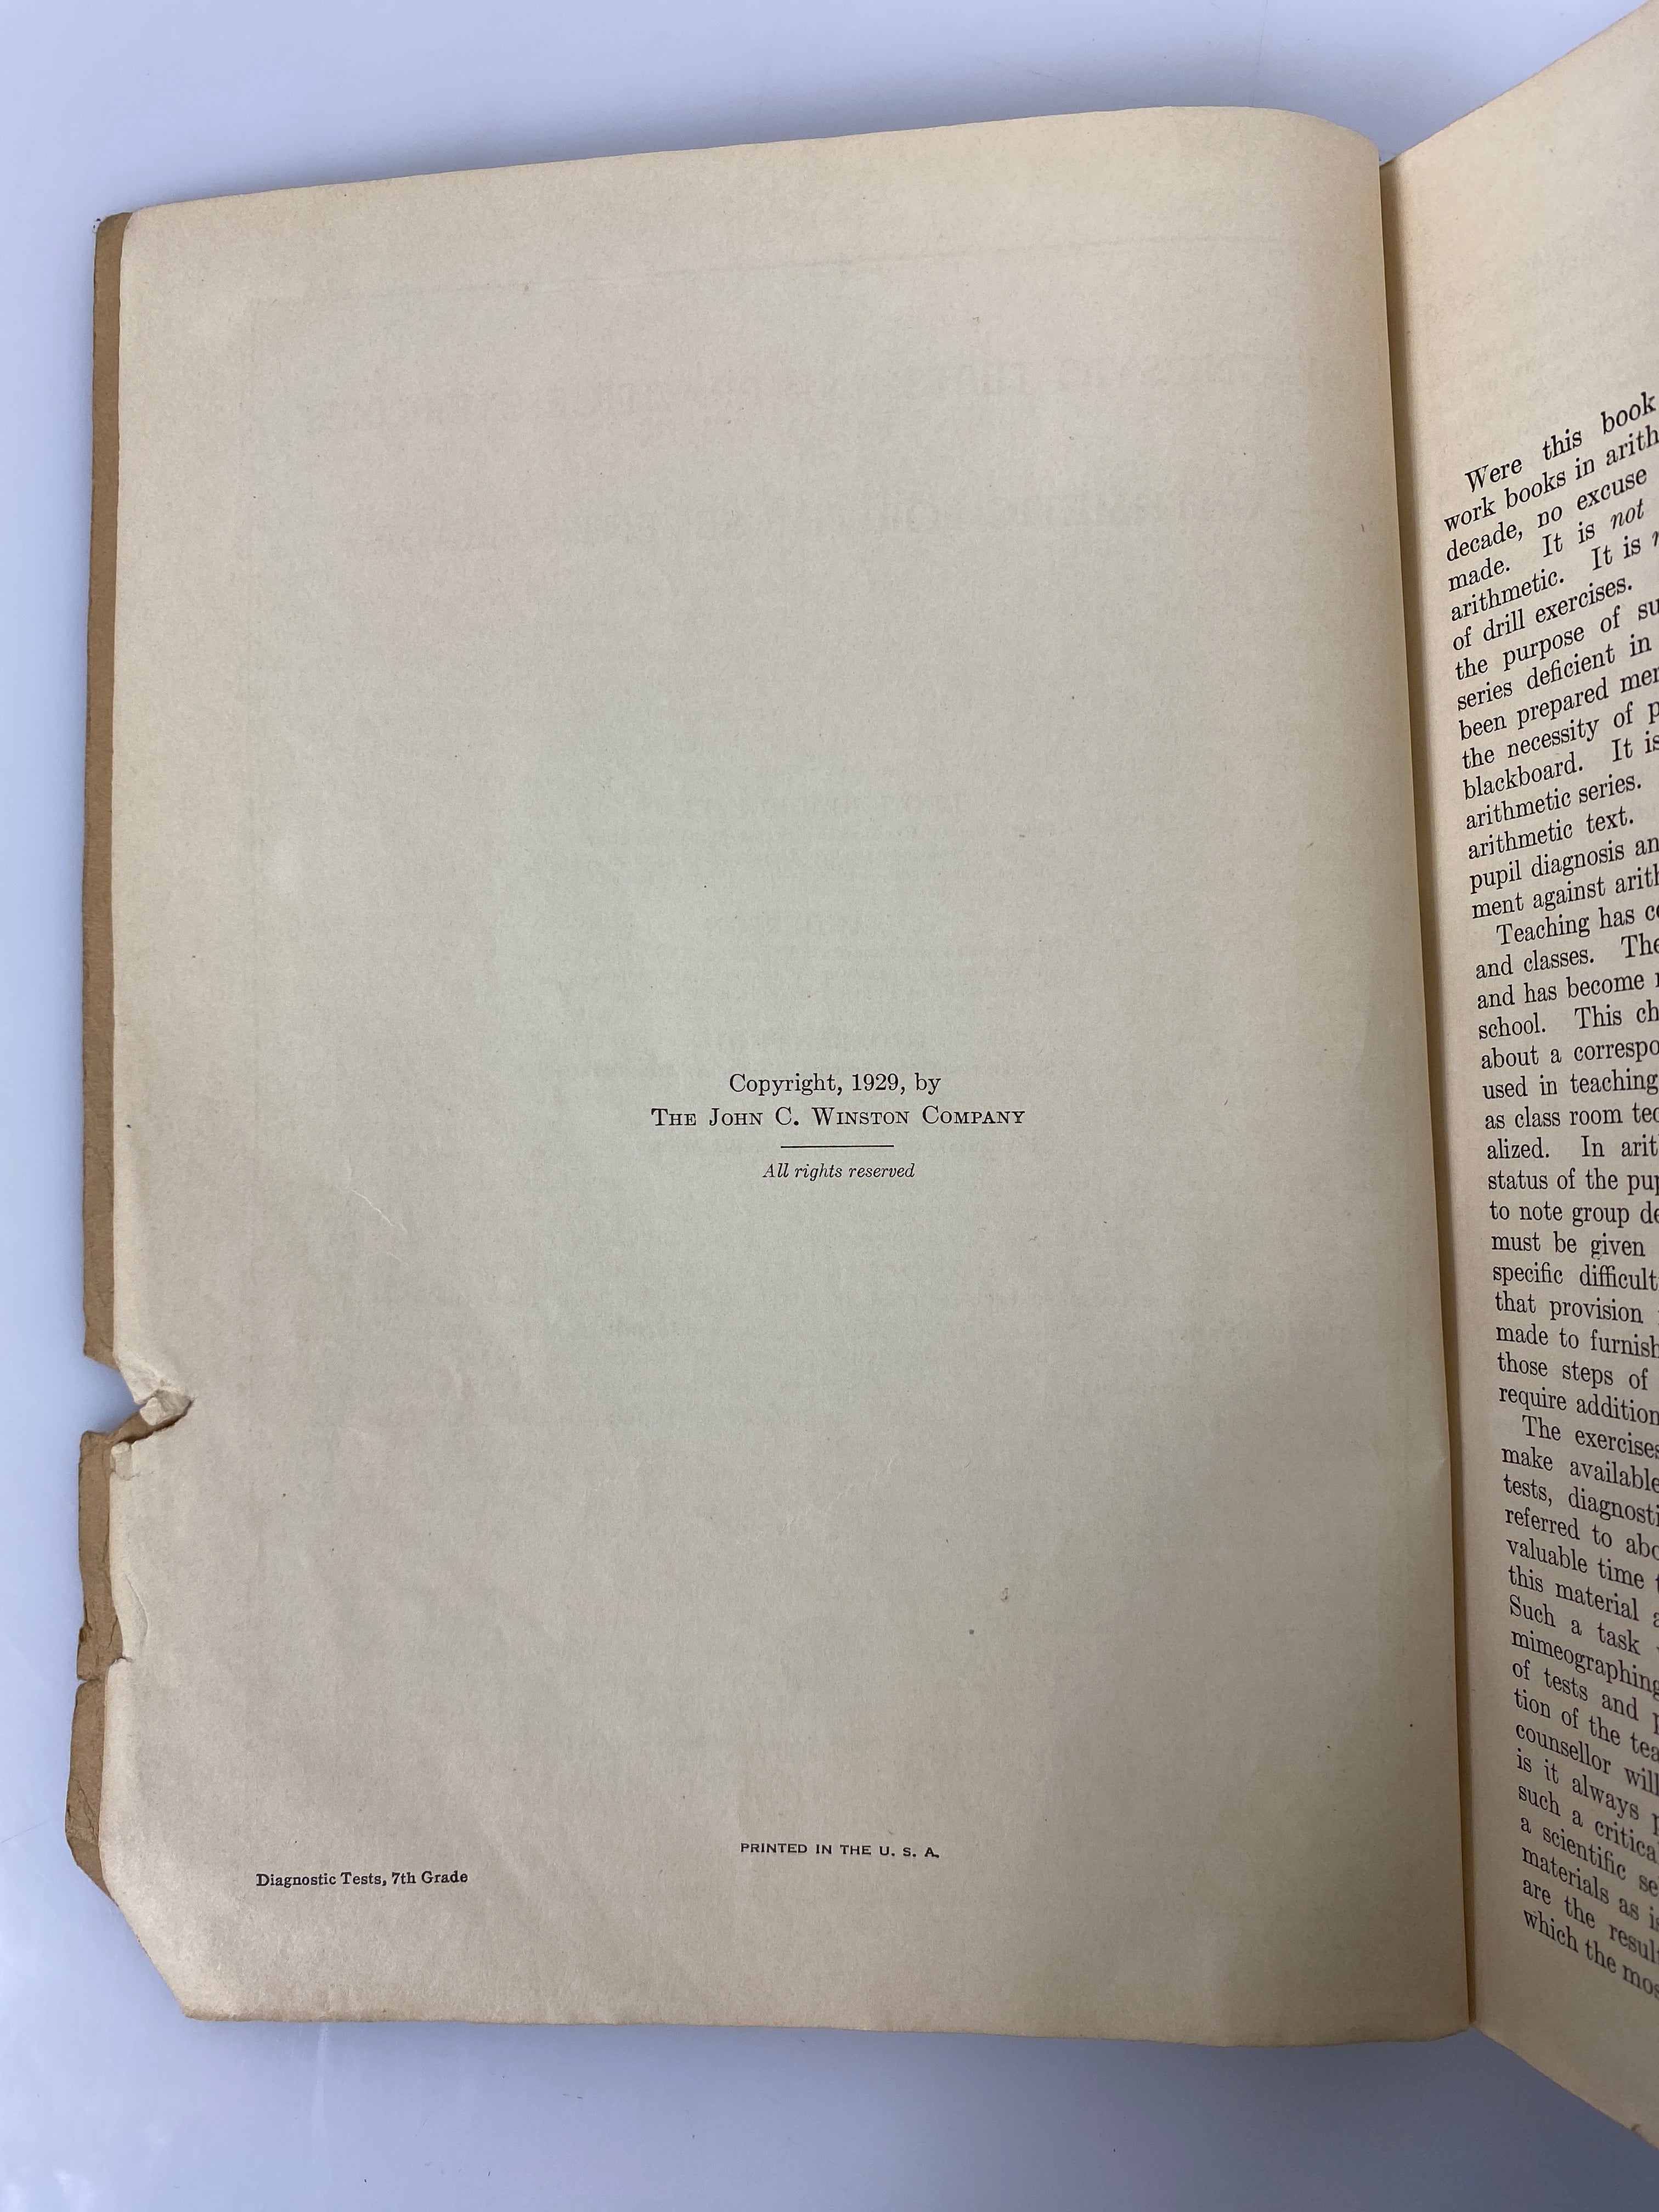 Copyright, 1929, by
THE JOHN C. WINSTON COMPANY
All rights reserved
PRINTED IN THE U. S. A.
Diagnostic Tests, 7th Grade
Were this book
work books in arith
decade, no excuse
made. It is not
arithmetic. It is
of drill exercises.
the purpose of su
series deficient in
been prepared mer
the necessity of p
blackboard. It is
arithmetic series.
arithmetic text.
pupil diagnosis an
ment against arith
Teaching has co
and classes. The
and has become
school. This ch
about a correspo
used in teaching
as class room tec
alized. In arit
status of the pup
to note group de
must be given
specific difficult
that provision
made to furnish
those steps of
require addition
The exercises
make available
tests, diagnosti
referred to abo
valuable time t
this material a
Such a task
mimeographing
of tests and p
tion of the tea
counsellor will
is it always p
such a critica
a scientific se
materials as is
are the result
which the mos